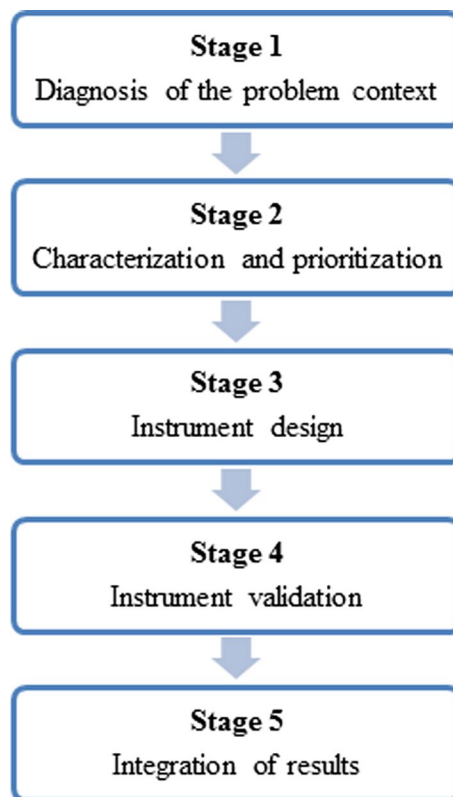 Stage 1
Diagnosis of the problem context
Stage 2
Characterization and prioritization
Stage 3
Instrument design
Stage 4
Instrument validation
Stage 5
Integration of results